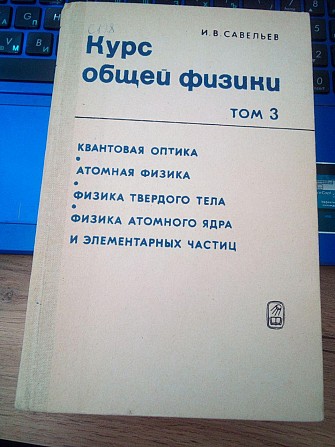 И.В.САВЕЛЬЕВ
Курс
общей физики
ТОМ 3
КВАНТОВАЯ ОПТИКА
•
АТОМНАЯ ФИЗИКА
•
ФИЗИКА ТВЕРДОГО ТЕЛА
•
ФИЗИКА АТОМНОГО ЯДРА
И ЭЛЕМЕНТАРНЫХ ЧАСТИЦ